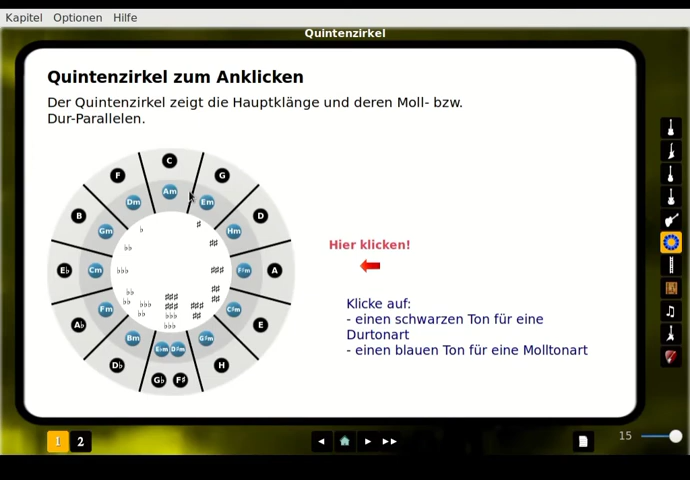 Kapitel Optionen Hilfe
Quintenzirkel
Quintenzirkel zum Anklicken
Der Quintenzirkel zeigt die Hauptklänge und deren Moll- bzw.
Dur-Parallelen.
C
F G
Am
Dm Em
B D
Gm Hm
Hier klicken!
E♭ Cm F♯m A
Klicke auf:
- einen schwarzen Ton für eine
Durtonart
- einen blauen Ton für eine Molltonart
Fm C♯m
A♭ E
Bm G♯m
E♭m D♯m
D♭ H
G♭ F♯
1 2
15